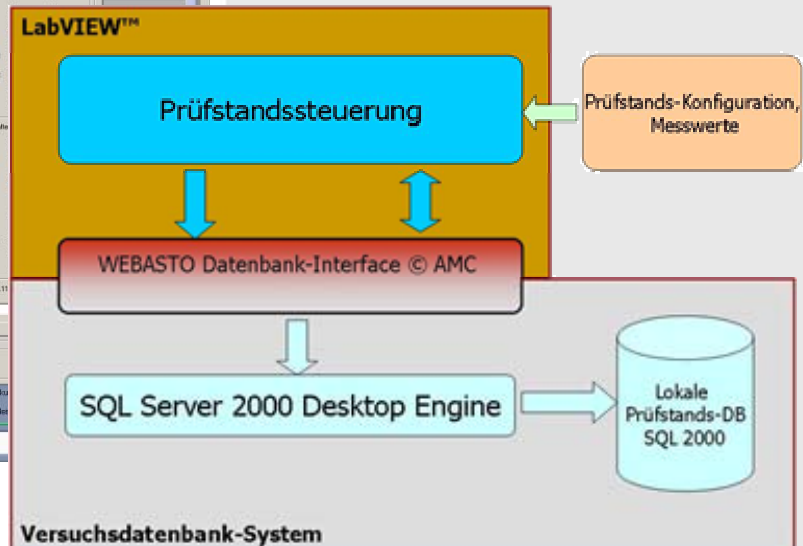 LabVIEW™
Prüfstandssteuerung
Prüfstands-Konfiguration,
Messwerte
WEBASTO Datenbank-Interface © AMC
SQL Server 2000 Desktop Engine
Lokale
Prüfstands-DB
SQL 2000
Versuchsdatenbank-System